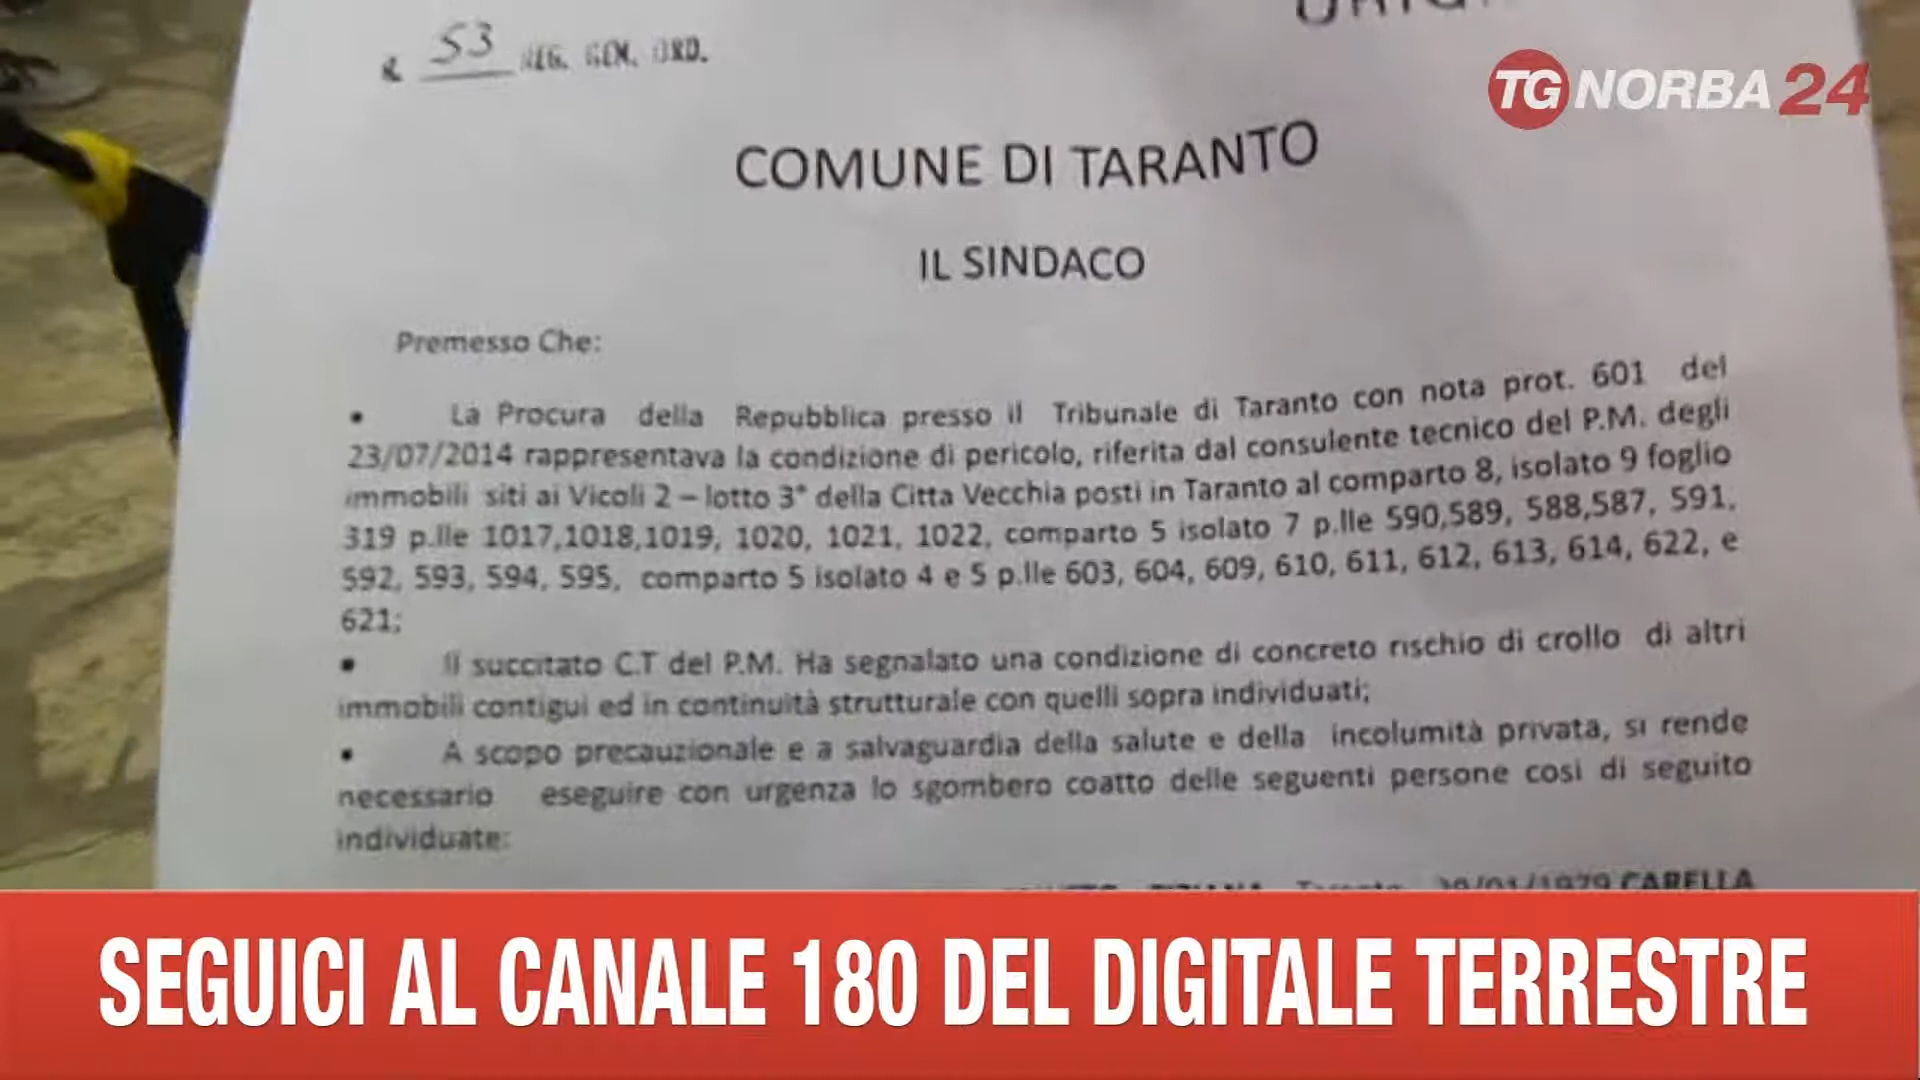 53 REG. GEN. ORD.
TG NORBA 24
COMUNE DI TARANTO
IL SINDACO
Premesso Che:
• La Procura della Repubblica presso il Tribunale di Taranto con nota prot. 601 del
23/07/2014 rappresentava la condizione di pericolo, riferita dal consulente tecnico del P.M. degli
immobili siti ai Vicoli 2 – lotto 3° della Citta Vecchia posti in Taranto al comparto 8, isolato 9 foglio
319 p.lle 1017,1018,1019, 1020, 1021, 1022, comparto 5 isolato 7 p.lle 590,589, 588,587, 591,
592, 593, 594, 595, comparto 5 isolato 4 e 5 p.lle 603, 604, 609, 610, 611, 612, 613, 614, 622, e
621;
• Il succitato C.T del P.M. Ha segnalato una condizione di concreto rischio di crollo di altri
immobili contigui ed in continuità strutturale con quelli sopra individuati;
• A scopo precauzionale e a salvaguardia della salute e della incolumità privata, si rende
necessario eseguire con urgenza lo sgombero coatto delle seguenti persone così di seguito
individuate:
CARELLA
SEGUICI AL CANALE 180 DEL DIGITALE TERRESTRE